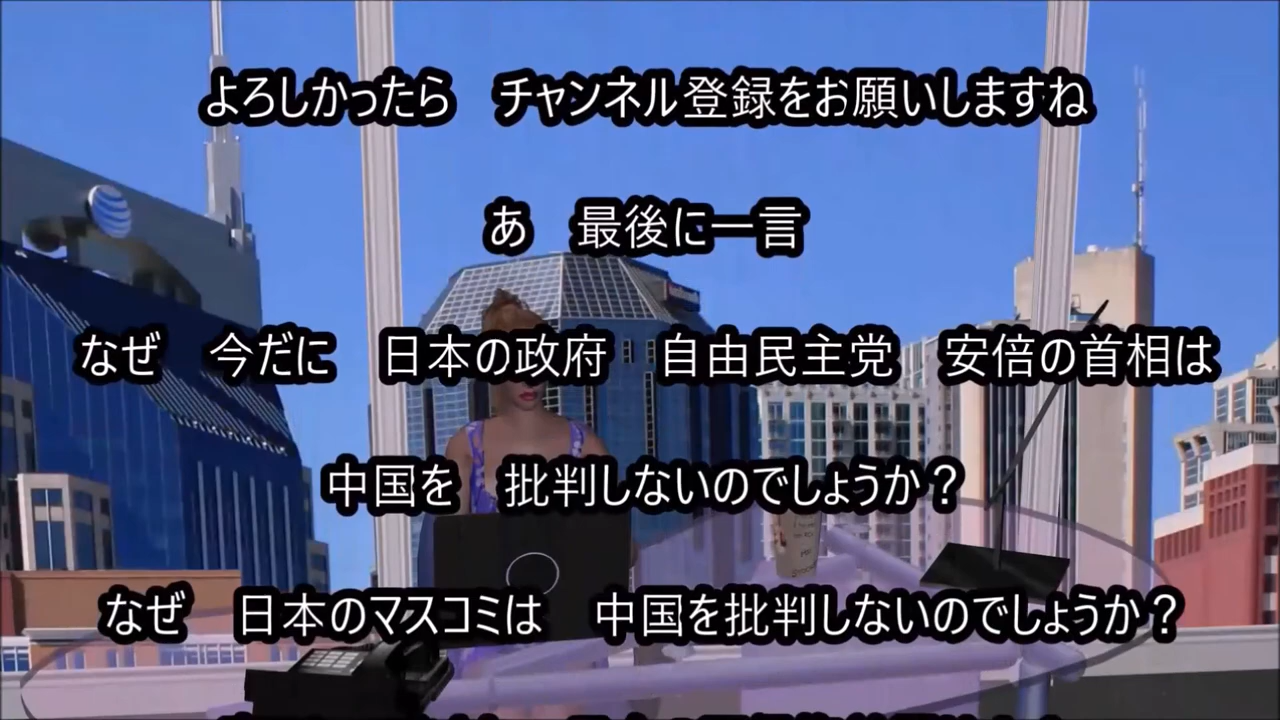 よろしかったら　チャンネル登録をお願いしますね
あ　最後に一言
なぜ　今だに　日本の政府　自由民主党　安倍の首相は
中国を　批判しないのでしょうか？
なぜ　日本のマスコミは　中国を批判しないのでしょうか？